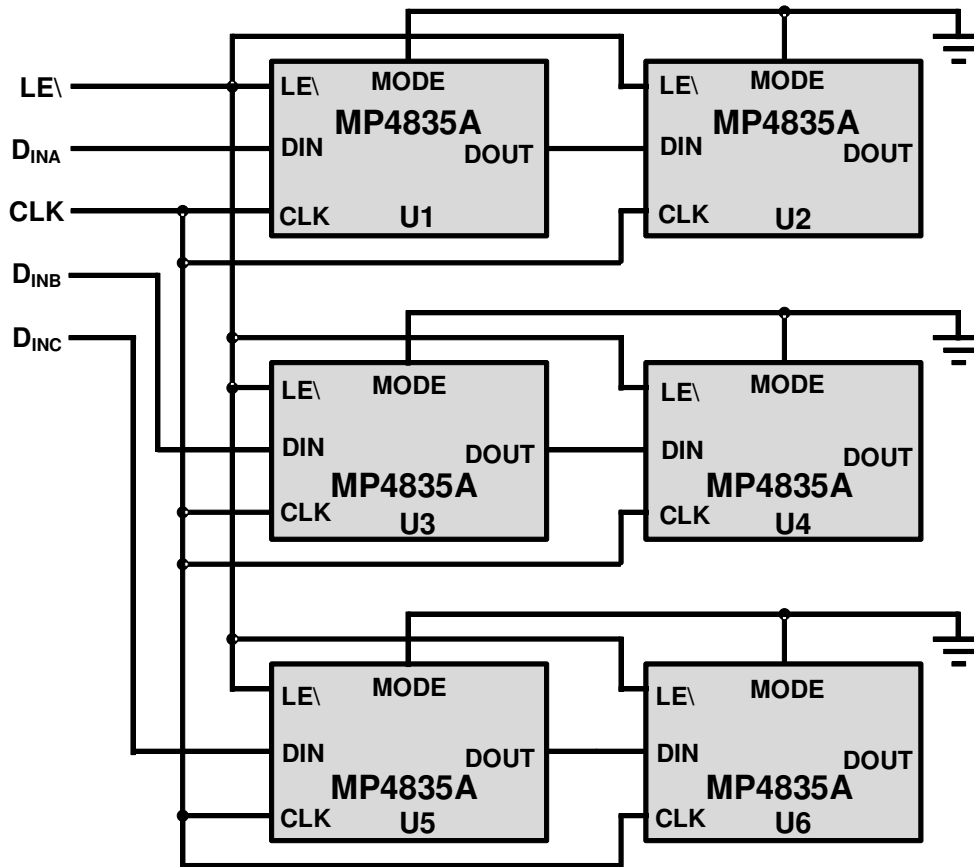 LE\
DINA
CLK
DINB
DINC
LE\
MODE
MP4835A
DIN
DOUT
CLK
U1
LE\
MODE
MP4835A
DIN
DOUT
CLK
U2
LE\
MODE
DIN
DOUT
MP4835A
CLK
U3
LE\
MODE
DIN
DOUT
MP4835A
CLK
U4
LE\
MODE
DIN
DOUT
MP4835A
CLK
U5
LE\
MODE
DIN
DOUT
MP4835A
CLK
U6